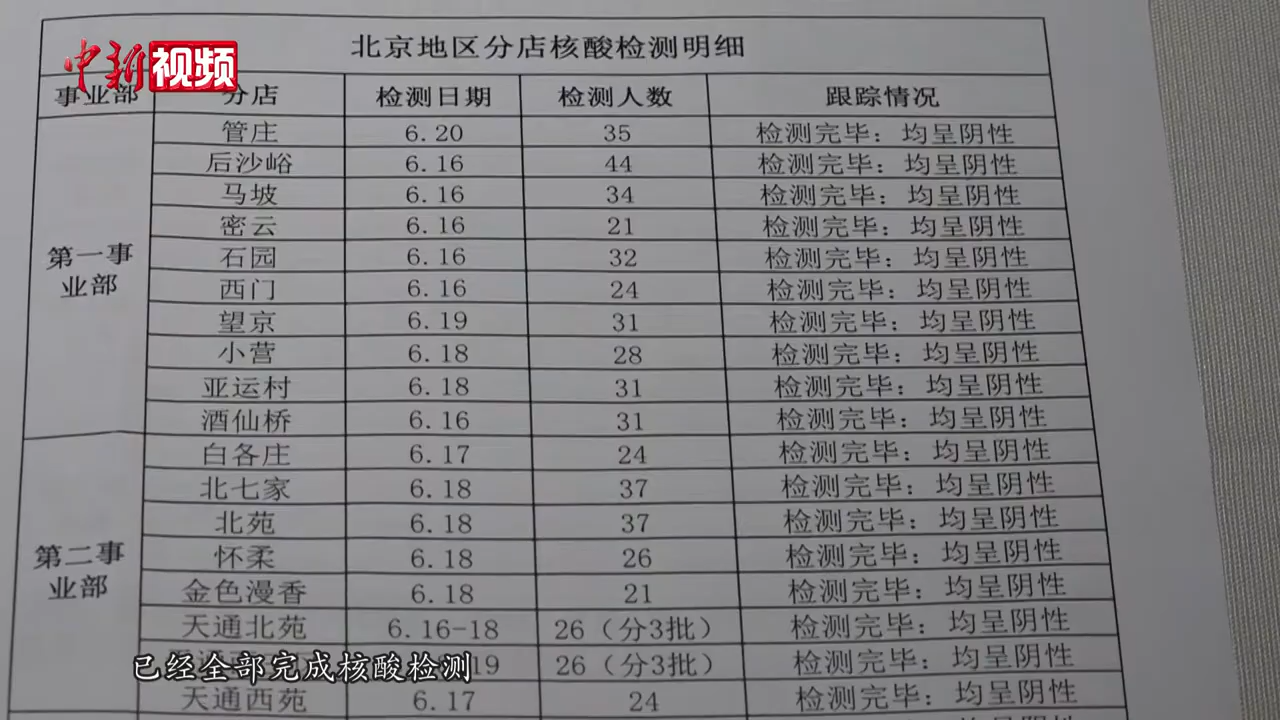 北京地区分店核酸检测明细
中新视频
事业部 分店 检测日期 检测人数 跟踪情况
管庄 6.20 35 检测完毕：均呈阴性
后沙峪 6.16 44 检测完毕：均呈阴性
马坡 6.16 34 检测完毕：均呈阴性
密云 6.16 21 检测完毕：均呈阴性
第一事业部 石园 6.16 32 检测完毕：均呈阴性
西门 6.16 24 检测完毕：均呈阴性
望京 6.19 31 检测完毕：均呈阴性
小营 6.18 28 检测完毕：均呈阴性
亚运村 6.18 31 检测完毕：均呈阴性
酒仙桥 6.16 31 检测完毕：均呈阴性
白各庄 6.17 24 检测完毕：均呈阴性
北七家 6.18 37 检测完毕：均呈阴性
北苑 6.18 37 检测完毕：均呈阴性
第二事业部 怀柔 6.18 26 检测完毕：均呈阴性
金色漫香 6.18 21 检测完毕：均呈阴性
天通北苑 6.16-18 26（分3批） 检测完毕：均呈阴性
19 26（分3批） 检测完毕：均呈阴性
已经全部完成核酸检测
天通西苑 6.17 24 检测完毕：均呈阴性